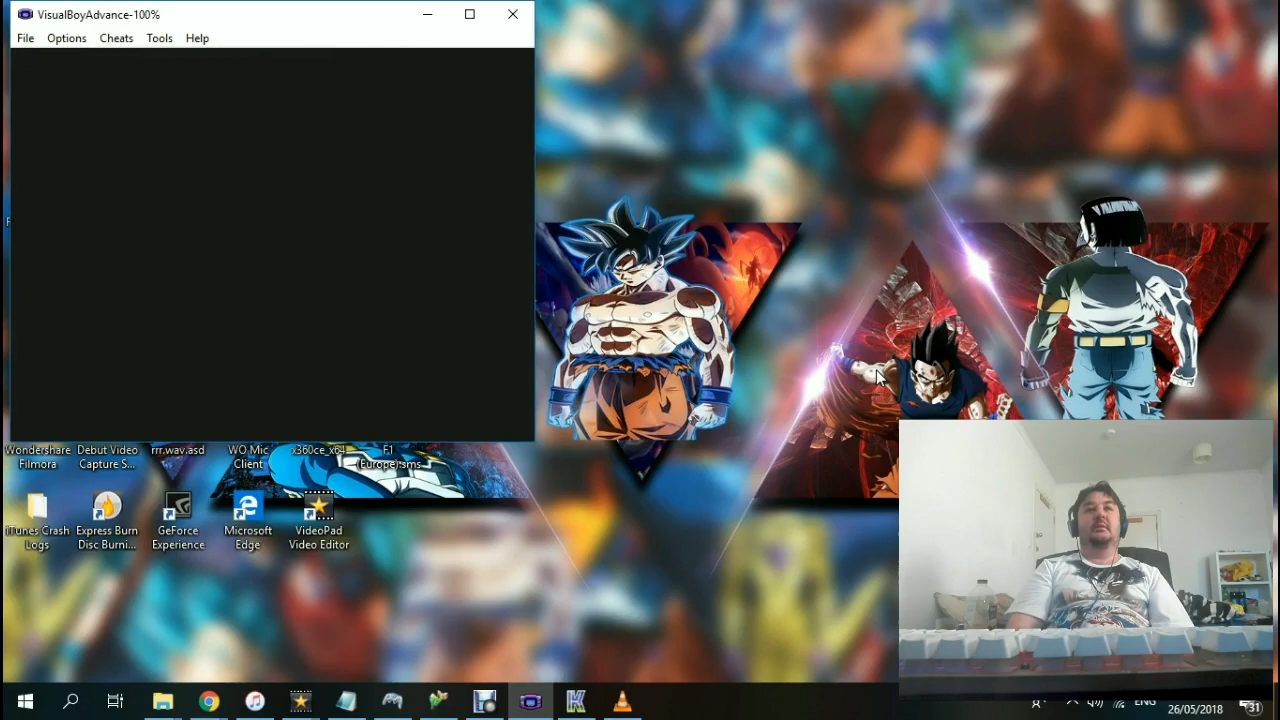 VisualBoyAdvance-100%
File Options Cheats Tools Help
Wondershare
Filmora
Debut Video
Capture S...
rrr.wav.asd
WO Mic
Client
x360ce_x64
F1
(Europe).sms
iTunes Crash
Logs
Express Burn
Disc Burni...
GeForce
Experience
Microsoft
Edge
VideoPad
Video Editor
ENG
26/05/2018
31